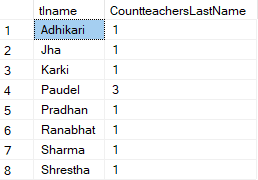 tlname CountteachersLastName
1 Adhikari 1
2 Jha 1
3 Karki 1
4 Paudel 3
5 Pradhan 1
6 Ranabhat 1
7 Sharma 1
8 Shrestha 1